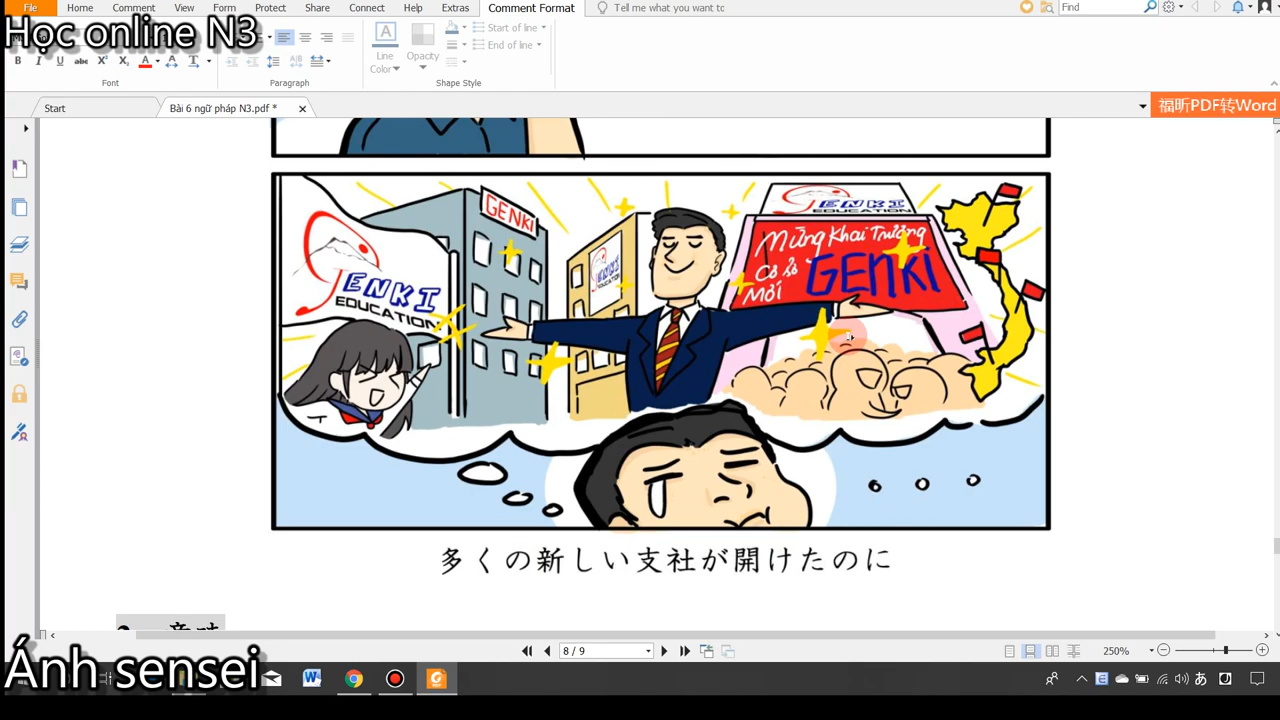 File Home Comment View Form Protect Share Connect Help Extras Comment Format Tell me what you want to Find
Học online N3
Line Color
Opacity
Start of line
End of line
Font Paragraph Shape Style
Start Bài 6 ngữ pháp N3.pdf *
福昕PDF转Word
GENKI
EDUCATION
GENKI
GENKI
EDUCATION
GENKI
EDUCATION
Mừng Khai Trương
Cơ sở
Mới
GENKI
多くの新しい支社が開けたのに
8 / 9
250%
Ánh sensei